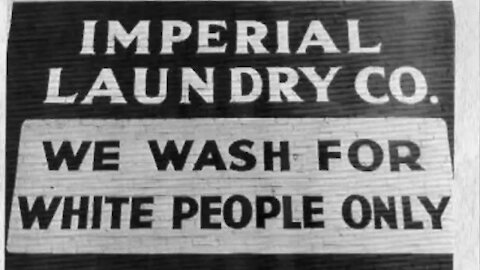 IMPERIAL
LAUNDRY CO.
WE WASH FOR
WHITE PEOPLE ONLY